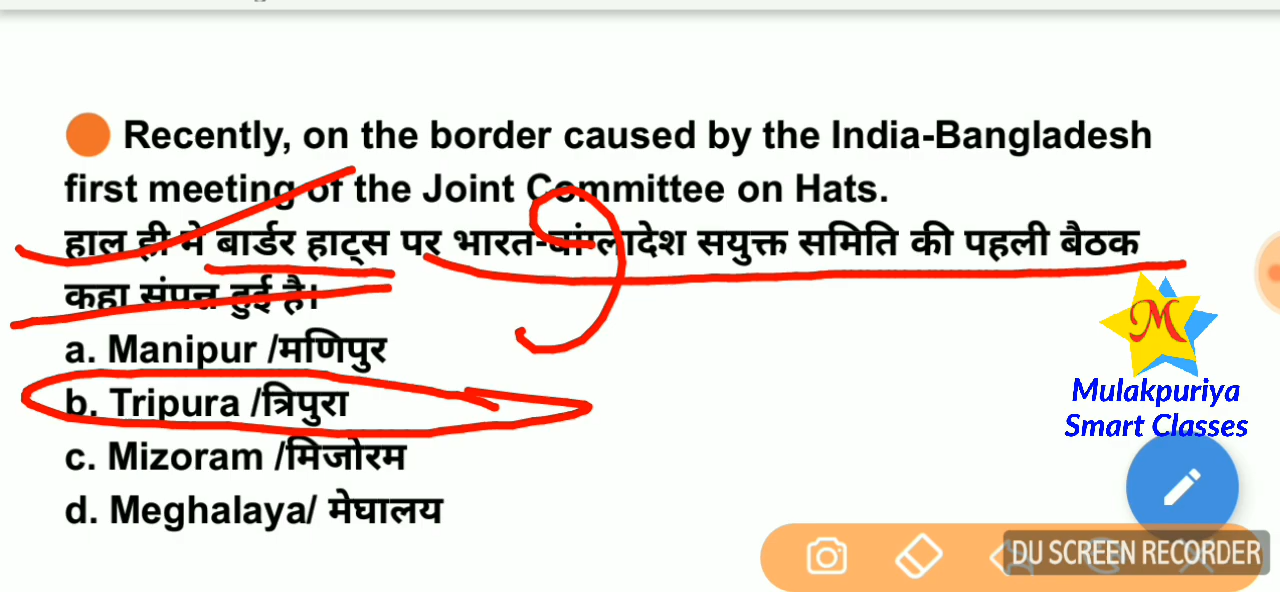 Recently, on the border caused by the India-Bangladesh
first meeting of the Joint Committee on Hats.
हाल ही मे बार्डर हाट्स पर भारत-बांग्लादेश सयुक्त समिति की पहली बैठक
कहा संपन्न हुई है।
a. Manipur /मणिपुर
b. Tripura /त्रिपुरा
c. Mizoram /मिजोरम
d. Meghalaya/ मेघालय
M
Mulakpuriya
Smart Classes
DU SCREEN RECORDER